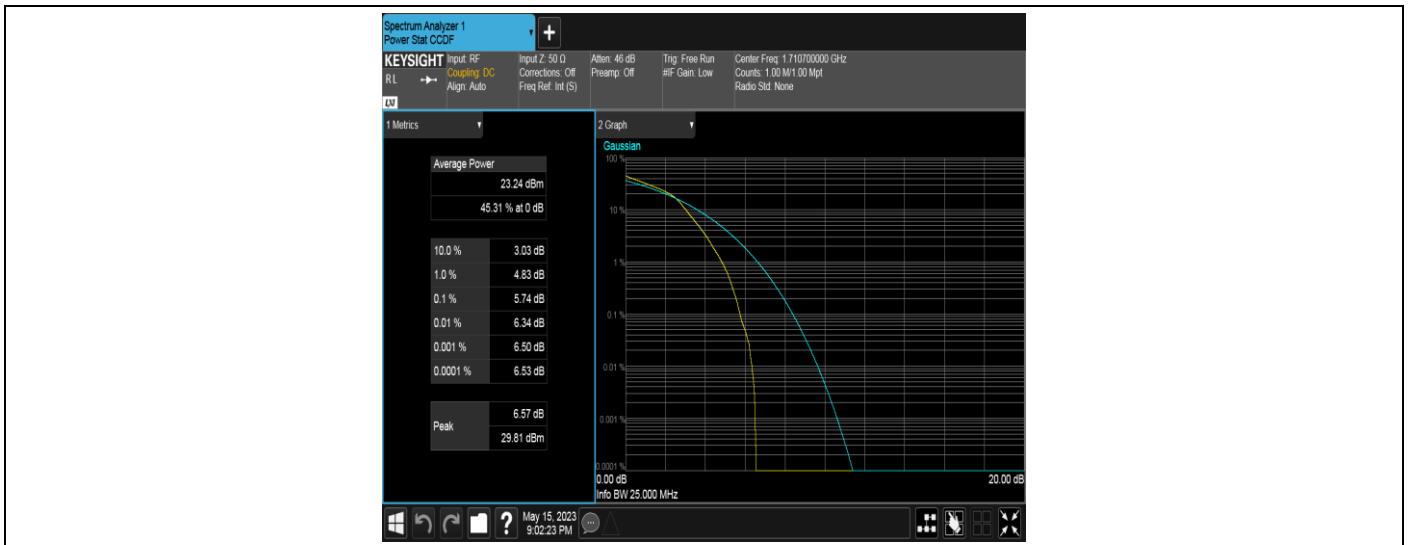 Spectrum Analyzer 1
Power Stat CCDF
+
KEYSIGHT
RL
LXI
Input: RF
Coupling: DC
Align: Auto
Input Z: 50 Ω
Corrections: Off
Freq Ref: Int (S)
Atten: 46 dB
Preamp: Off
Trig: Free Run
#IF Gain: Low
Center Freq: 1.710700000 GHz
Counts: 1.00 M/1.00 Mpt
Radio Std: None
1 Metrics
Average Power
23.24 dBm
45.31 % at 0 dB
10.0 % 3.03 dB
1.0 % 4.83 dB
0.1 % 5.74 dB
0.01 % 6.34 dB
0.001 % 6.50 dB
0.0001 % 6.53 dB
Peak
6.57 dB
29.81 dBm
2 Graph
Gaussian
100 %
10 %
1 %
0.1 %
0.01 %
0.001 %
0.0001 %
0.00 dB 20.00 dB
Info BW 25.000 MHz
?
May 15, 2023
9:02:23 PM